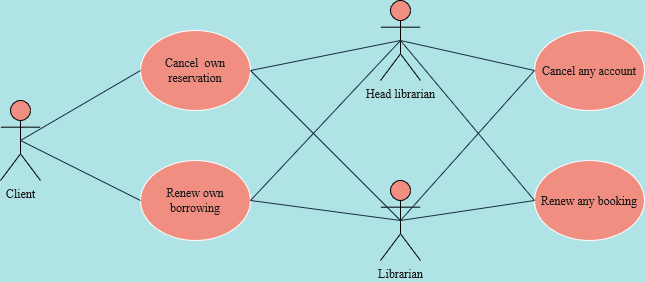 Cancel own
reservation
Head librarian
Cancel any account
Client
Renew own
borrowing
Renew any booking
Librarian